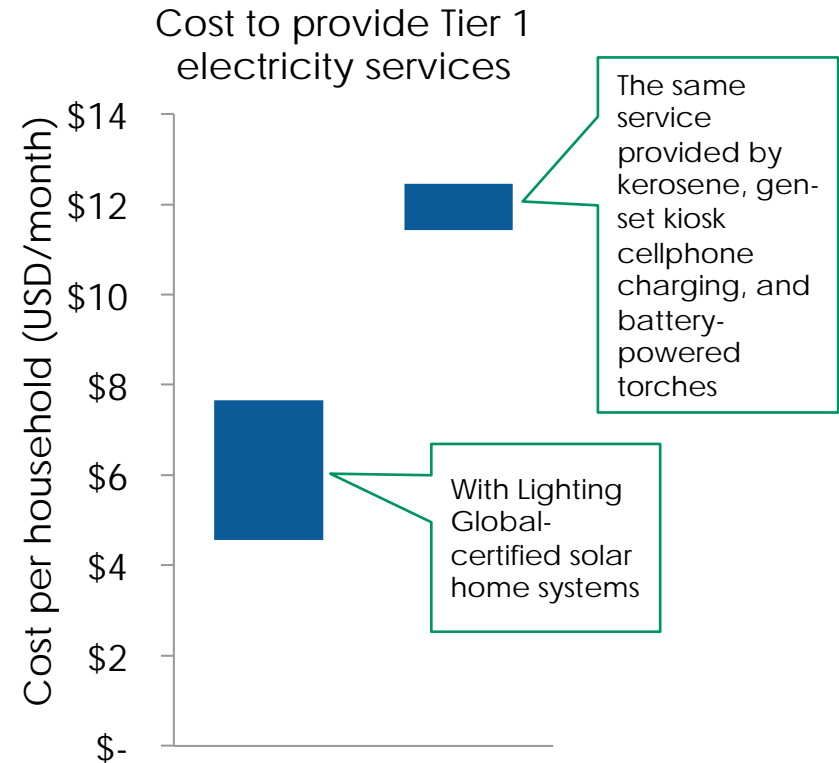 Cost to provide Tier 1
electricity services
Cost per household (USD/month)
$14
$12
$10
$8
$6
$4
$2
$-
The same
service
provided by
kerosene, gen-
set kiosk
cellphone
charging, and
battery-
powered
torches
With Lighting
Global-
certified solar
home systems